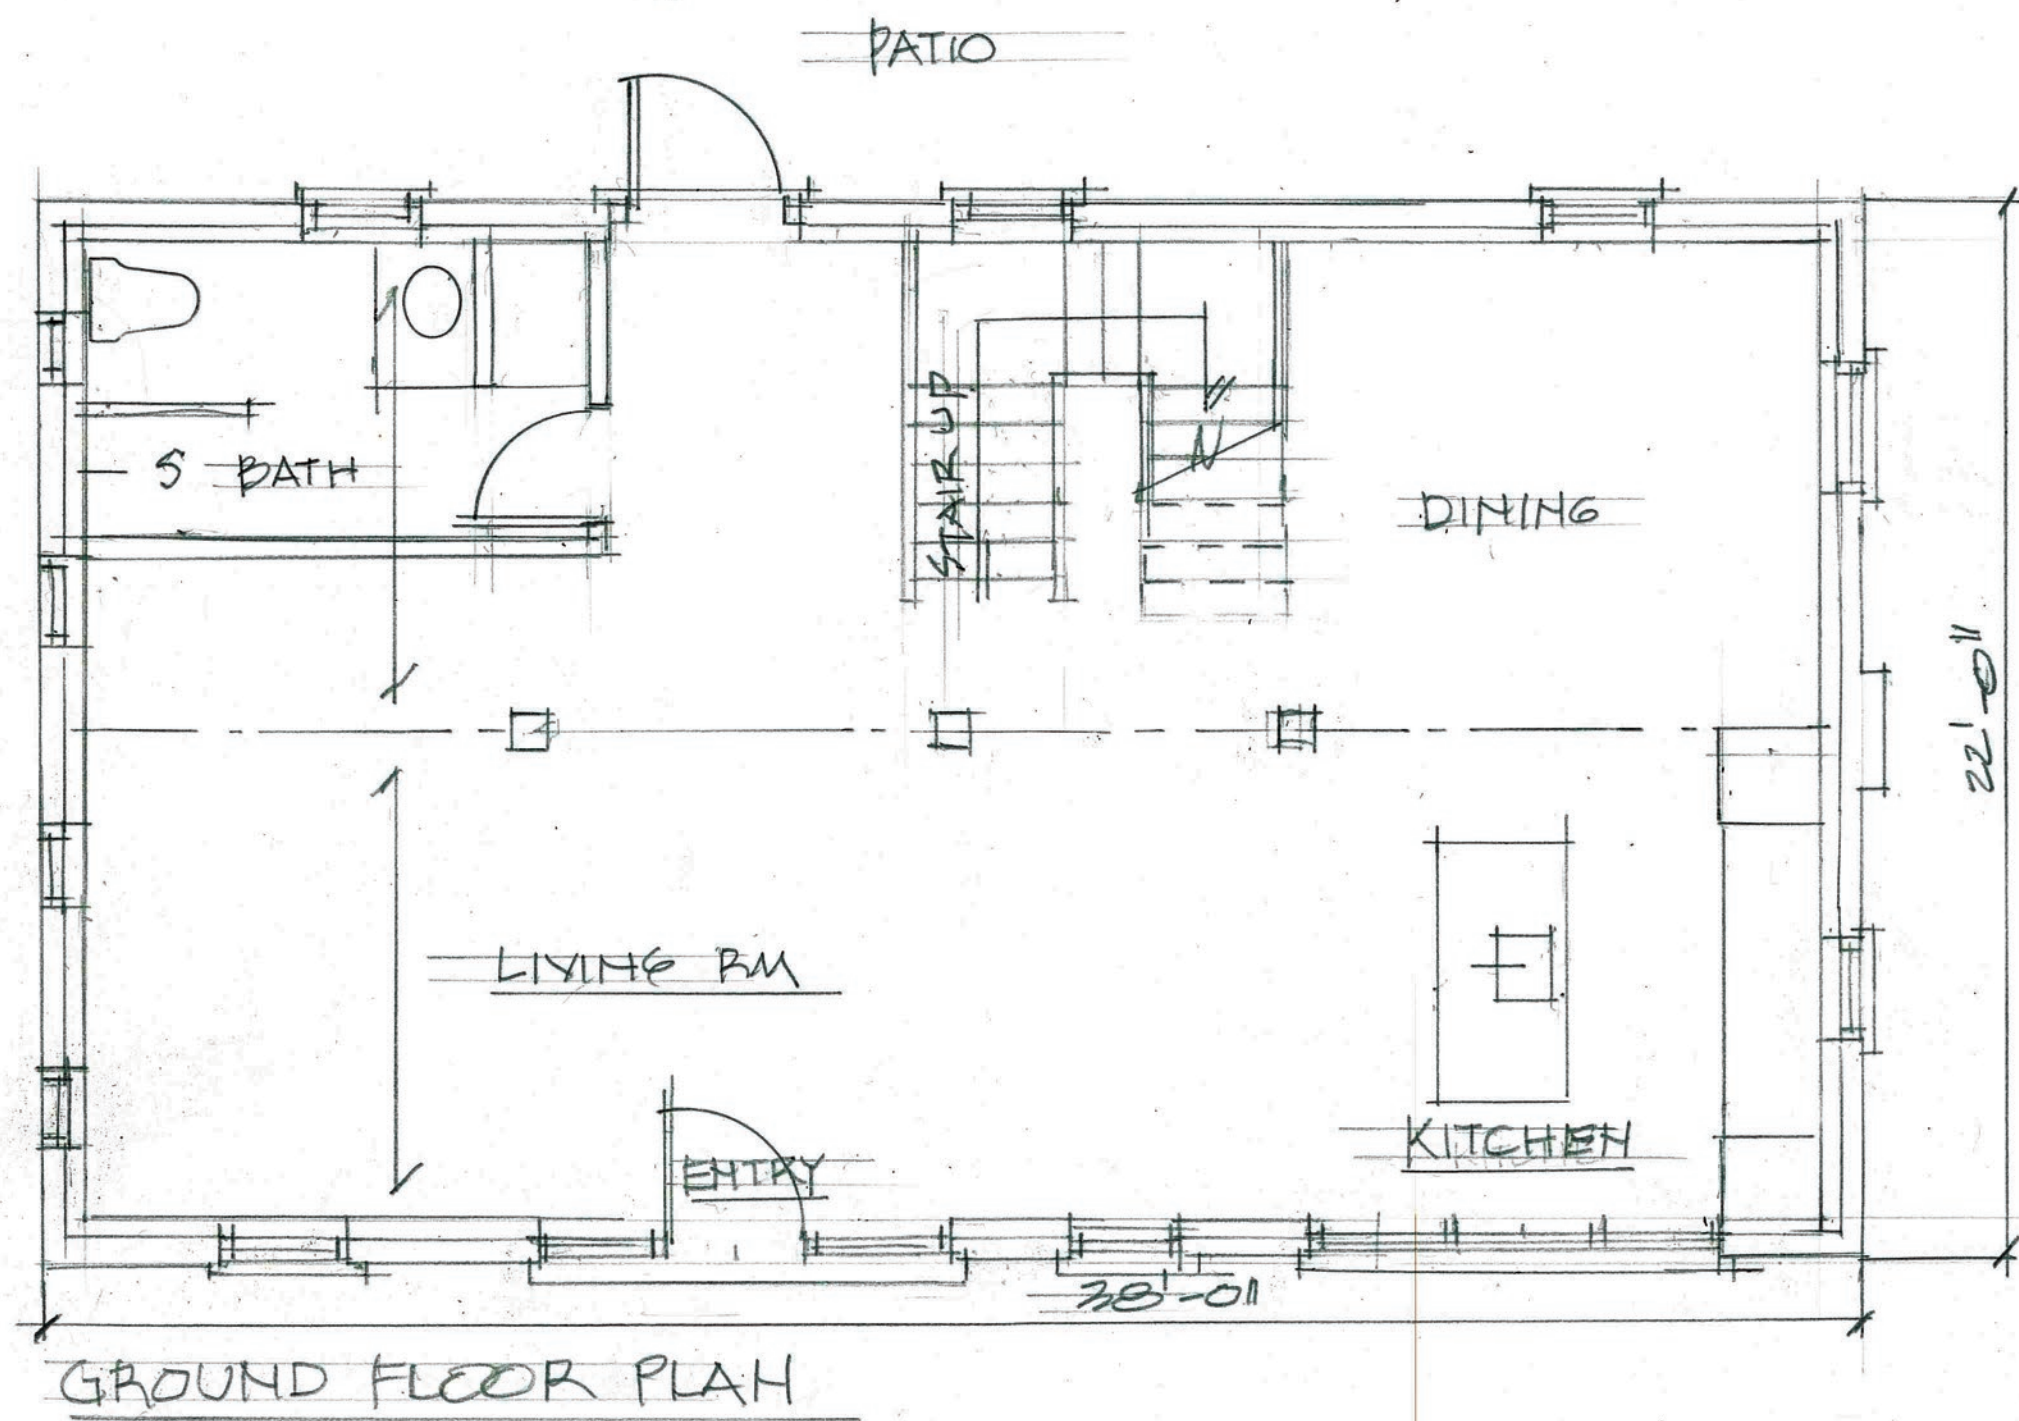 PATIO
S BATH
STAIR UP
DINING
22'-0"
LIVING RM
ENTRY
KITCHEN
38'-0"
GROUND FLOOR PLAN